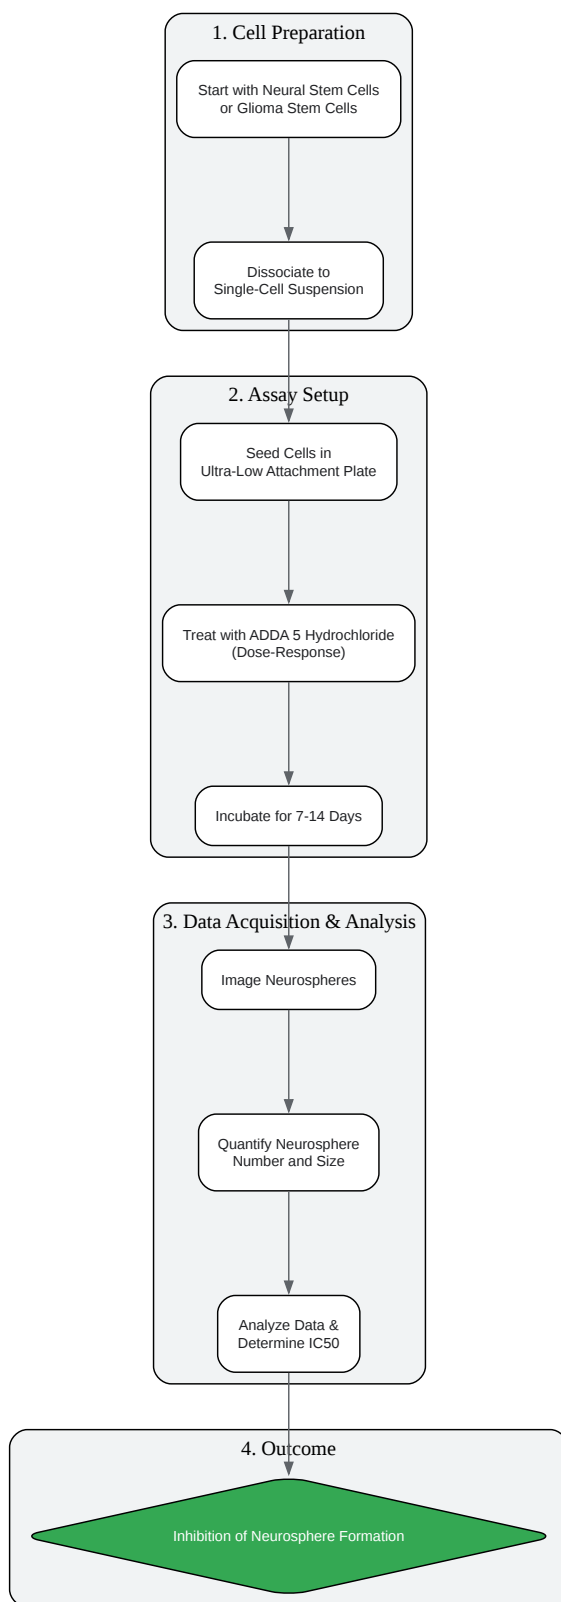 1. Cell Preparation
Start with Neural Stem Cells
or Glioma Stem Cells
Dissociate to
Single-Cell Suspension
2. Assay Setup
Seed Cells in
Ultra-Low Attachment Plate
Treat with ADDA 5 Hydrochloride
(Dose-Response)
Incubate for 7-14 Days
3. Data Acquisition & Analysis
Image Neurospheres
Quantify Neurosphere
Number and Size
Analyze Data &
Determine IC50
4. Outcome
Inhibition of Neurosphere Formation